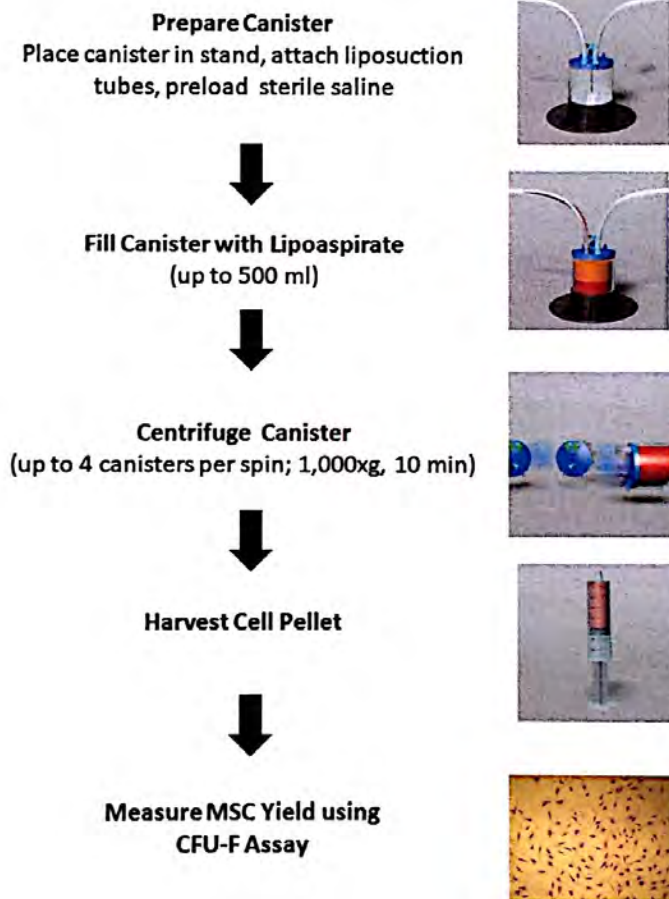 Prepare Canister
Place canister in stand, attach liposuction
tubes, preload sterile saline
Fill Canister with Lipoaspirate
(up to 500 ml)
Centrifuge Canister
(up to 4 canisters per spin; 1,000xg, 10 min)
Harvest Cell Pellet
Measure MSC Yield using
CFU-F Assay